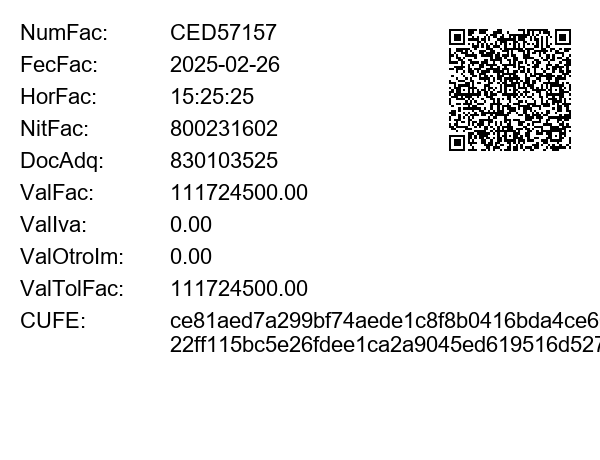 NumFac: CED57157
FecFac: 2025-02-26
HorFac: 15:25:25
NitFac: 800231602
DocAdq: 830103525
ValFac: 111724500.00
ValIva: 0.00
ValOtroIm: 0.00
ValTolFac: 111724500.00
CUFE: ce81aed7a299bf74aede1c8f8b0416bda4ce6
22ff115bc5e26fdee1ca2a9045ed619516d527